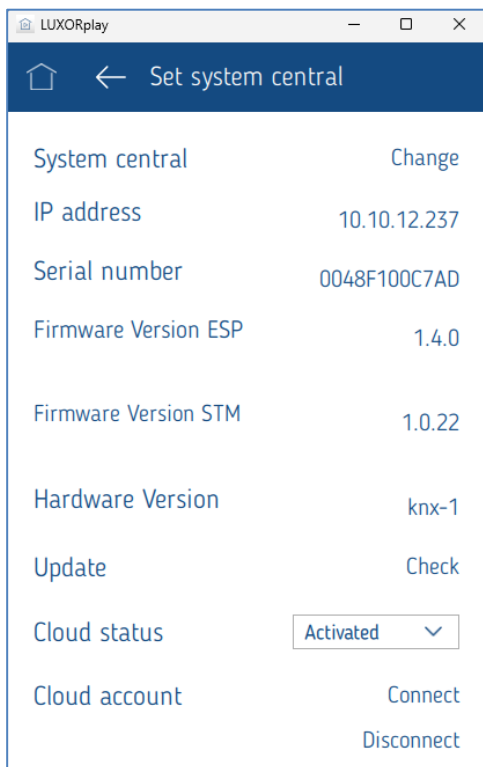 LUXORplay
Set system central
System central Change
IP address 10.10.12.237
Serial number 0048F100C7AD
Firmware Version ESP 1.4.0
Firmware Version STM 1.0.22
Hardware Version knx-1
Update Check
Cloud status Activated
Cloud account Connect
Disconnect